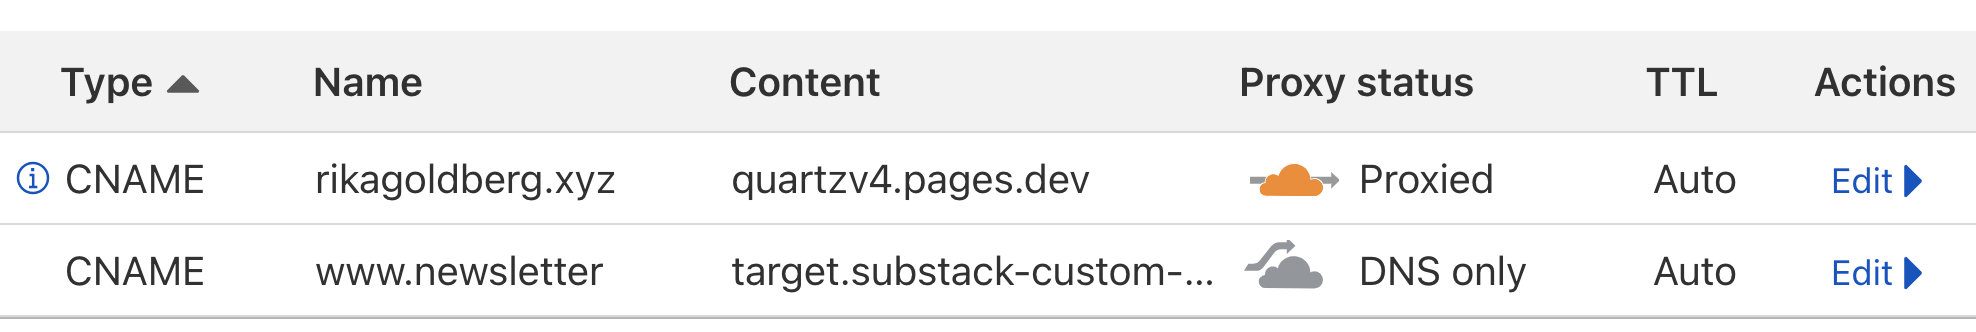 Type Name Content Proxy status TTL Actions
CNAME rikagoldberg.xyz quartzv4.pages.dev Proxied Auto Edit
CNAME www.newsletter target.substack-custom-... DNS only Auto Edit